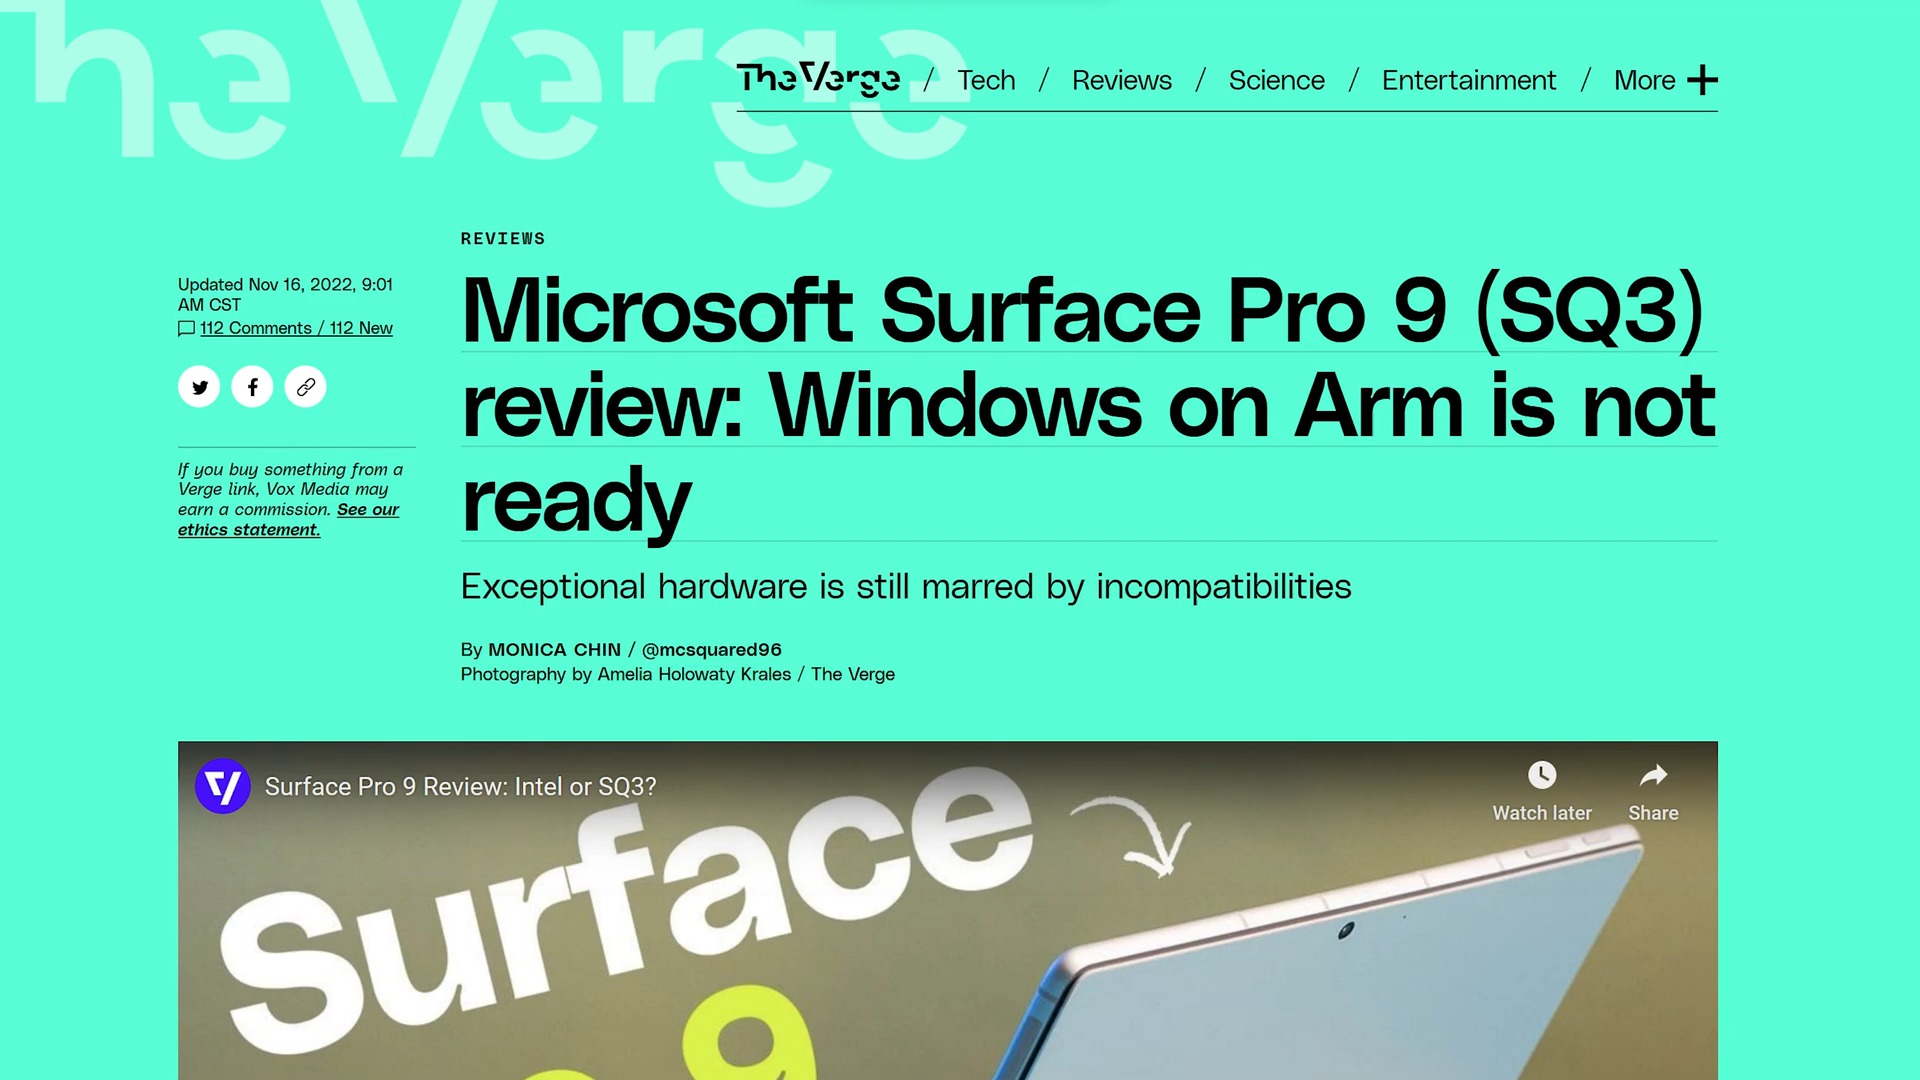 The Verge
The Verge / Tech / Reviews / Science / Entertainment / More
REVIEWS
Updated Nov 16, 2022, 9:01
AM CST
112 Comments / 112 New
If you buy something from a
Verge link, Vox Media may
earn a commission. See our
ethics statement.
Microsoft Surface Pro 9 (SQ3)
review: Windows on Arm is not
ready
Exceptional hardware is still marred by incompatibilities
By MONICA CHIN / @mcsquared96
Photography by Amelia Holowaty Krales / The Verge
Surface Pro 9 Review: Intel or SQ3?
Watch later
Share
Surface
9